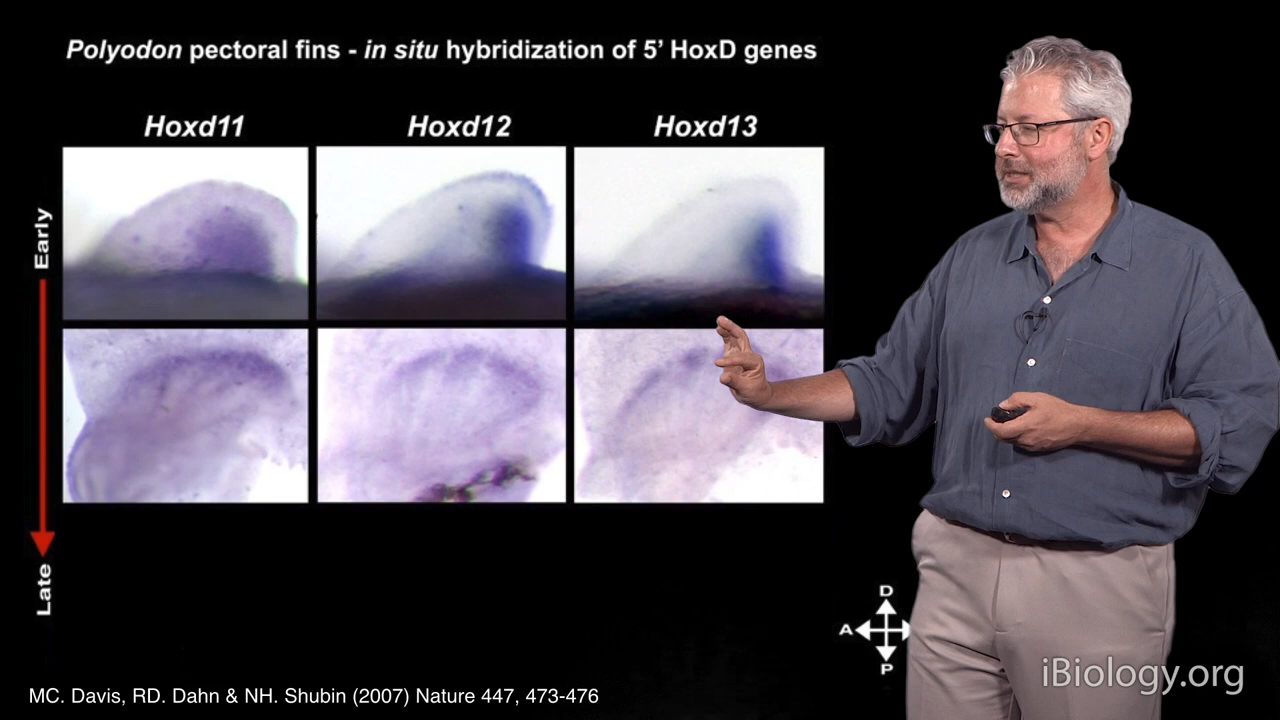 Polyodon pectoral fins - in situ hybridization of 5' HoxD genes
Hoxd11 Hoxd12 Hoxd13
Early
Late
D
A
P
iBiology.org
MC. Davis, RD. Dahn & NH. Shubin (2007) Nature 447, 473-476